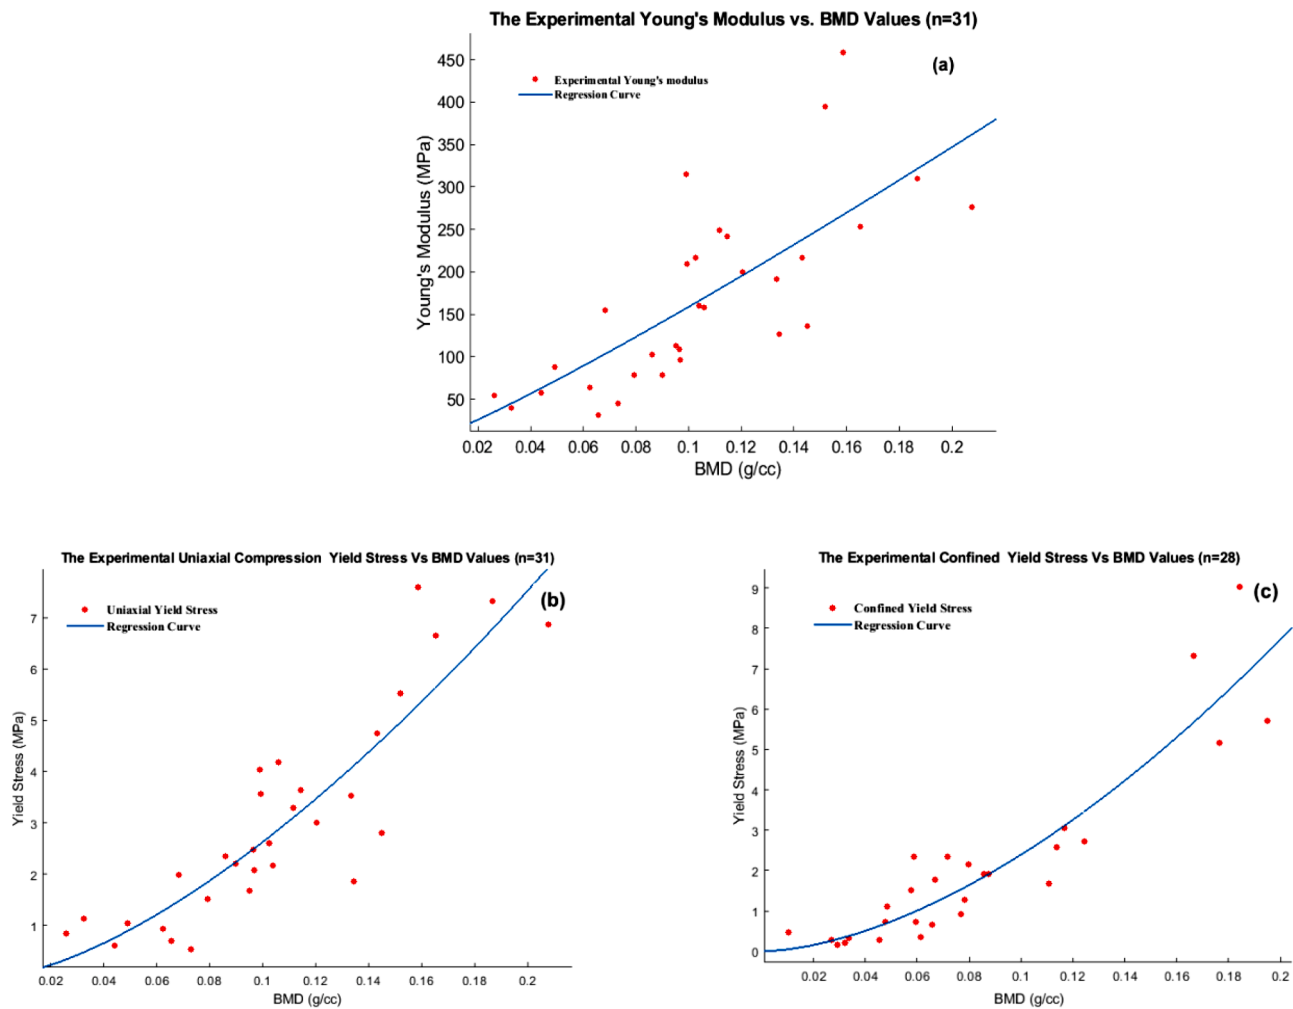 The Experimental Young's Modulus vs. BMD Values (n=31)
(a)
Experimental Young's modulus
Regression Curve
Young's Modulus (MPa)
450
400
350
300
250
200
150
100
50
0.02 0.04 0.06 0.08 0.1 0.12 0.14 0.16 0.18 0.2
BMD (g/cc)
The Experimental Uniaxial Compression Yield Stress Vs BMD Values (n=31)
(b)
Uniaxial Yield Stress
Regression Curve
Yield Stress (MPa)
7
6
5
4
3
2
1
0.02 0.04 0.06 0.08 0.1 0.12 0.14 0.16 0.18 0.2
BMD (g/cc)
The Experimental Confined Yield Stress Vs BMD Values (n=28)
(c)
Confined Yield Stress
Regression Curve
Yield Stress (MPa)
9
8
7
6
5
4
3
2
1
0
0.02 0.04 0.06 0.08 0.1 0.12 0.14 0.16 0.18 0.2
BMD (g/cc)